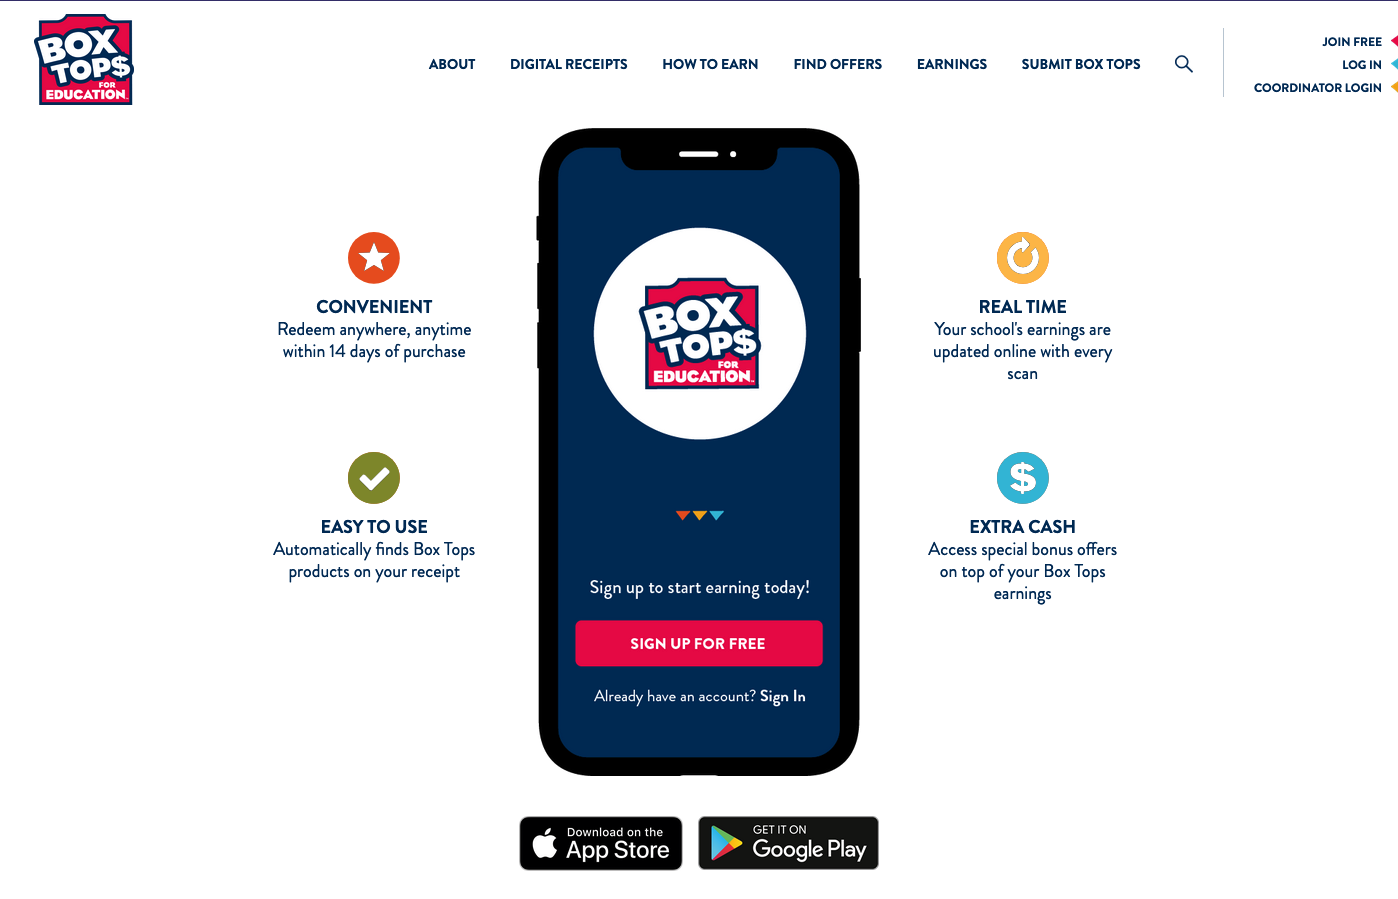 BOX
TOP$
FOR
EDUCATION
ABOUT
DIGITAL RECEIPTS
HOW TO EARN
FIND OFFERS
EARNINGS
SUBMIT BOX TOPS
JOIN FREE
LOG IN
COORDINATOR LOGIN
CONVENIENT
Redeem anywhere, anytime
within 14 days of purchase
EASY TO USE
Automatically finds Box Tops
products on your receipt
BOX
TOP$
FOR
EDUCATION
Sign up to start earning today!
SIGN UP FOR FREE
Already have an account? Sign In
REAL TIME
Your school's earnings are
updated online with every
scan
$
EXTRA CASH
Access special bonus offers
on top of your Box Tops
earnings
Download on the
App Store
GET IT ON
Google Play